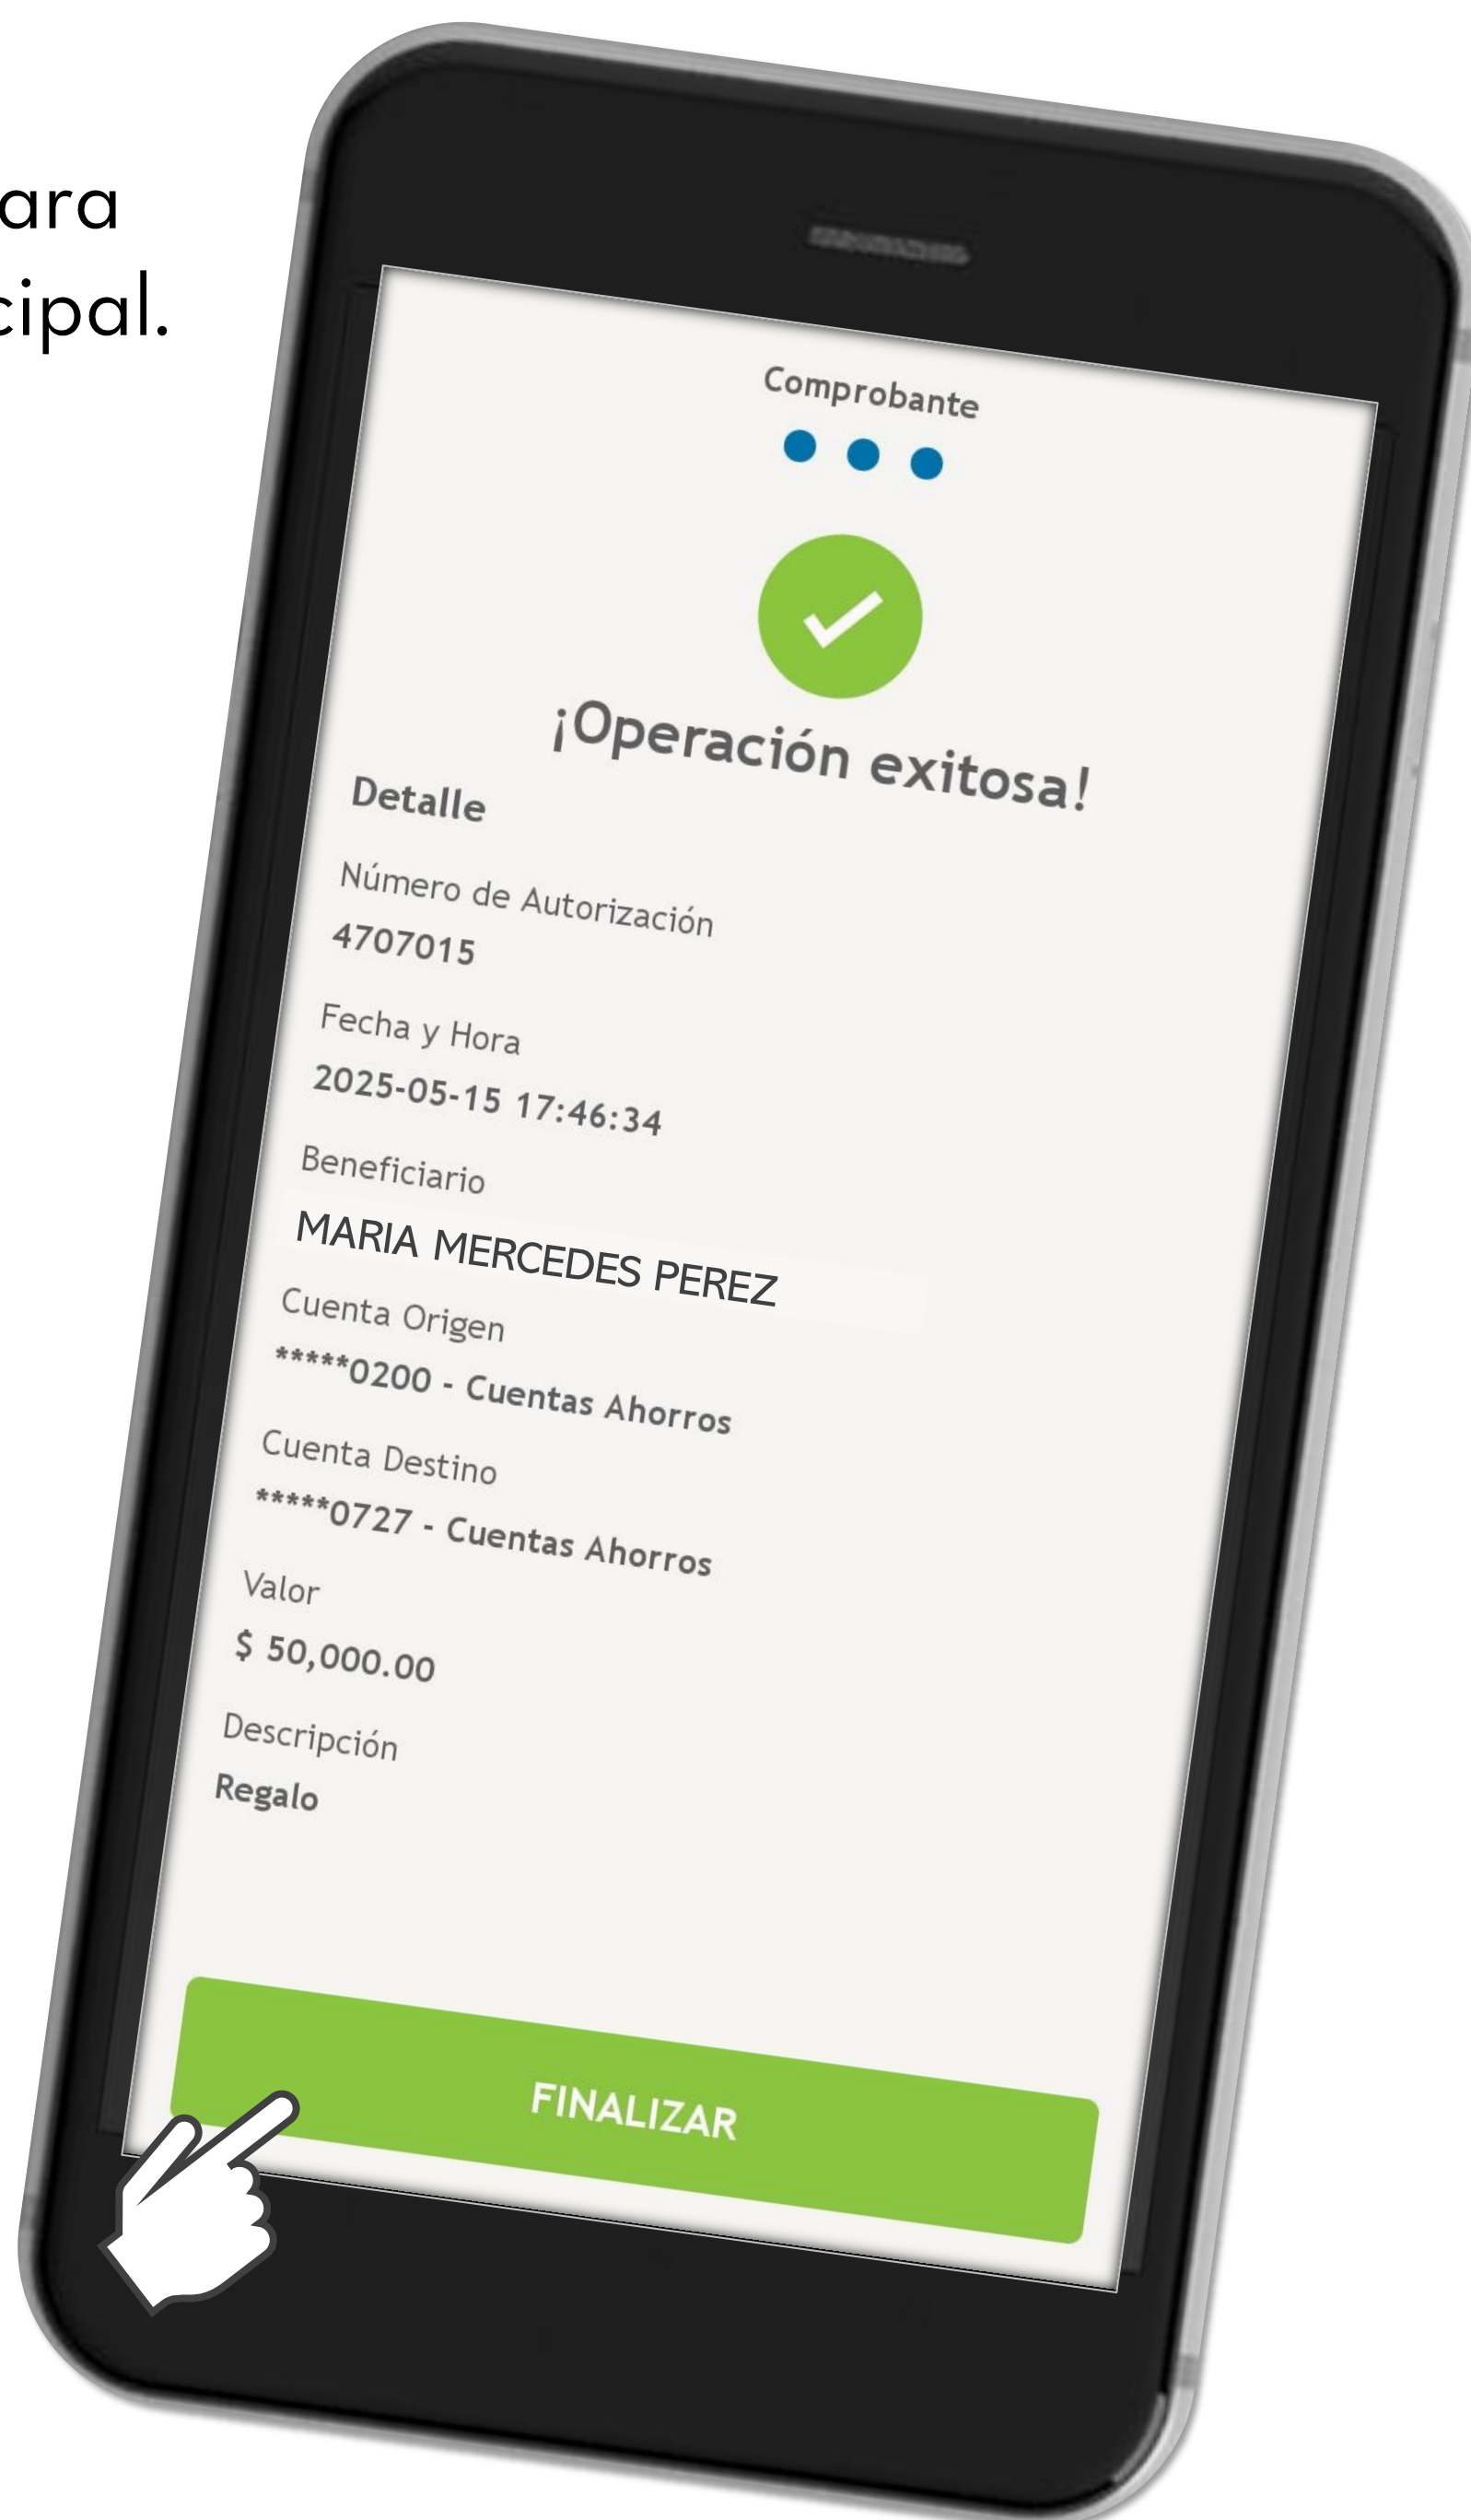 ara
cipal.
Comprobante
¡Operación exitosa!
Detalle
Número de Autorización
4707015
Fecha y Hora
2025-05-15 17:46:34
Beneficiario
MARIA MERCEDES PEREZ
Cuenta Origen
*****0200 - Cuentas Ahorros
Cuenta Destino
*****0727 - Cuentas Ahorros
Valor
$ 50,000.00
Descripción
Regalo
FINALIZAR